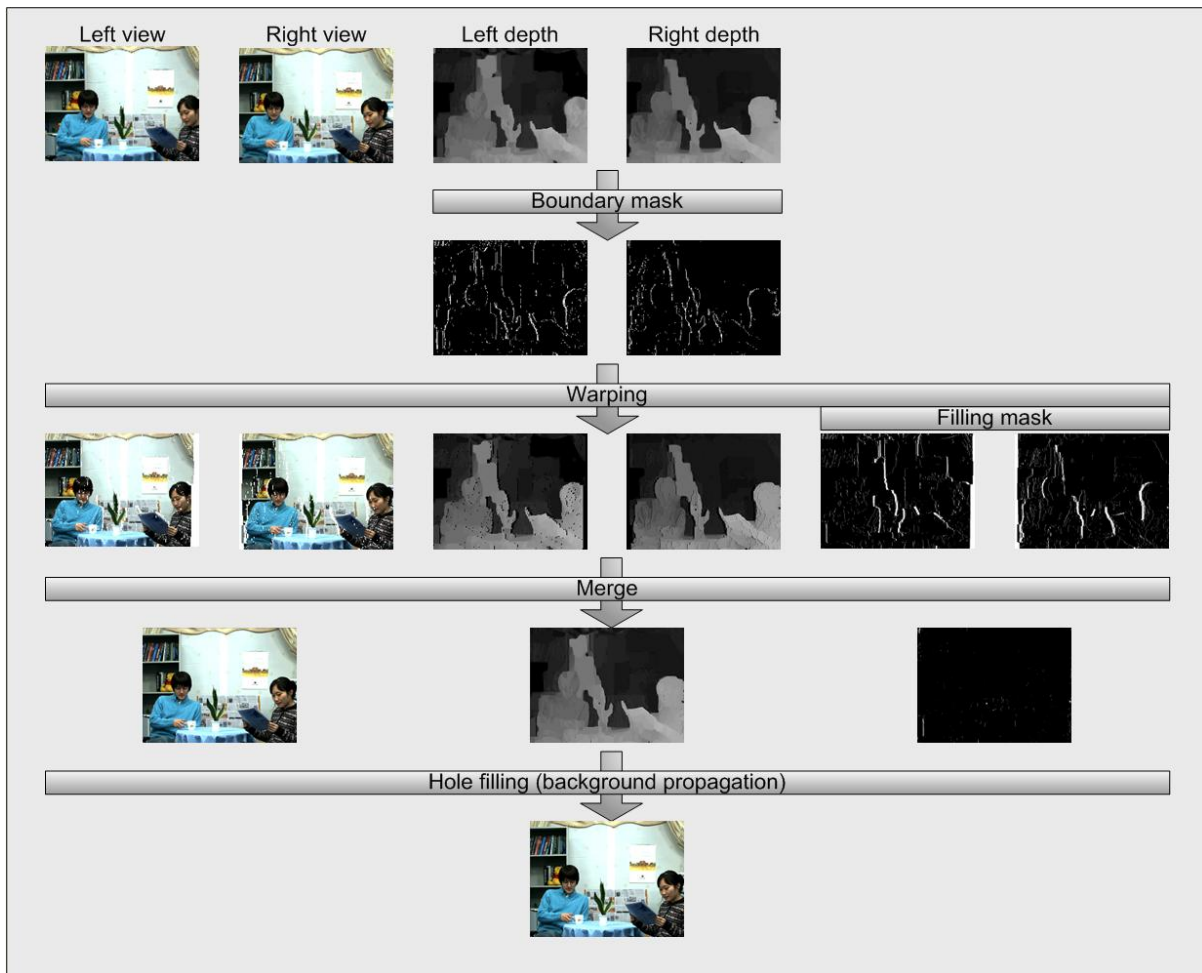 Left view
Right view
Left depth
Right depth
Boundary mask
Warping
Filling mask
Merge
Hole filling (background propagation)